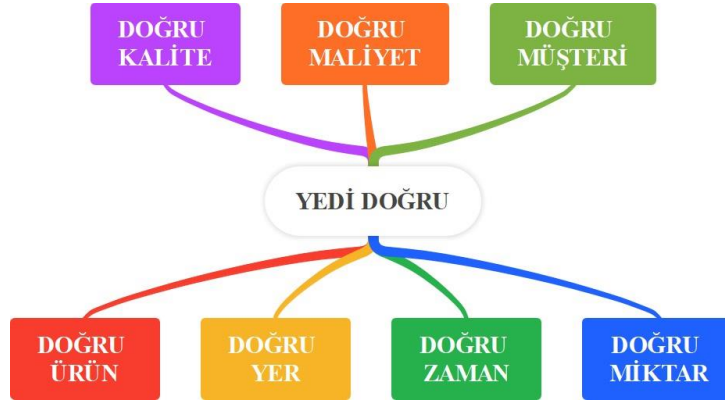 DOĞRU
KALİTE
DOĞRU
MALİYET
DOĞRU
MÜŞTERİ
YEDİ DOĞRU
DOĞRU
ÜRÜN
DOĞRU
YER
DOĞRU
ZAMAN
DOĞRU
MİKTAR